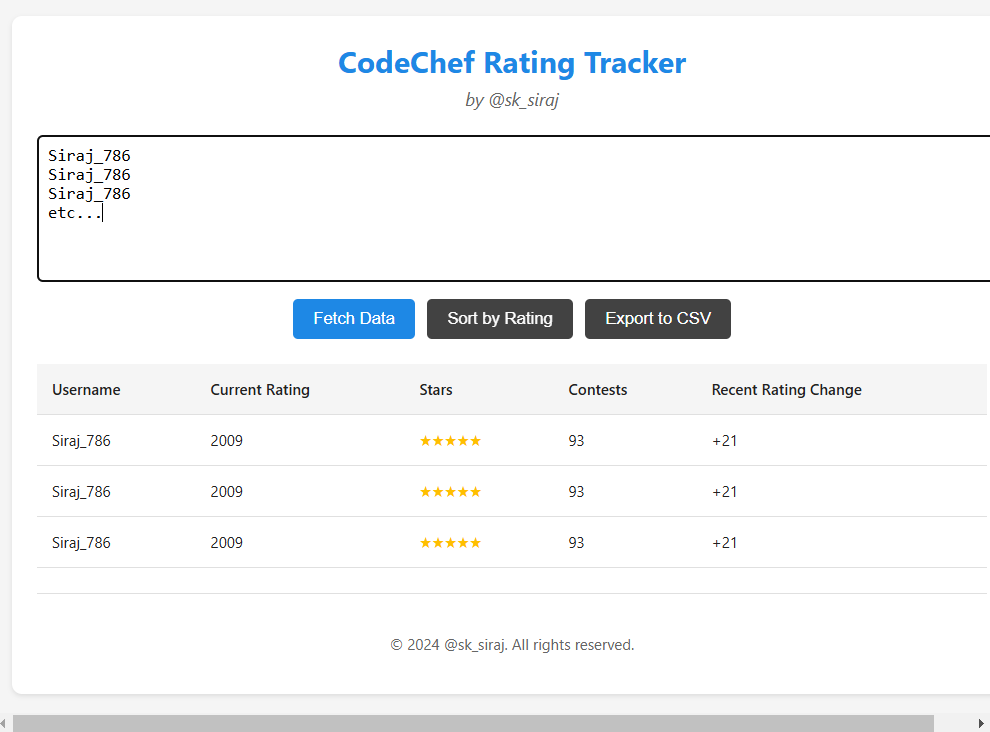 CodeChef Rating Tracker
by @sk_siraj
Siraj_786
Siraj_786
Siraj_786
etc...
Fetch Data Sort by Rating Export to CSV
Username Current Rating Stars Contests Recent Rating Change
Siraj_786 2009 ★★★★★ 93 +21
Siraj_786 2009 ★★★★★ 93 +21
Siraj_786 2009 ★★★★★ 93 +21
© 2024 @sk_siraj. All rights reserved.